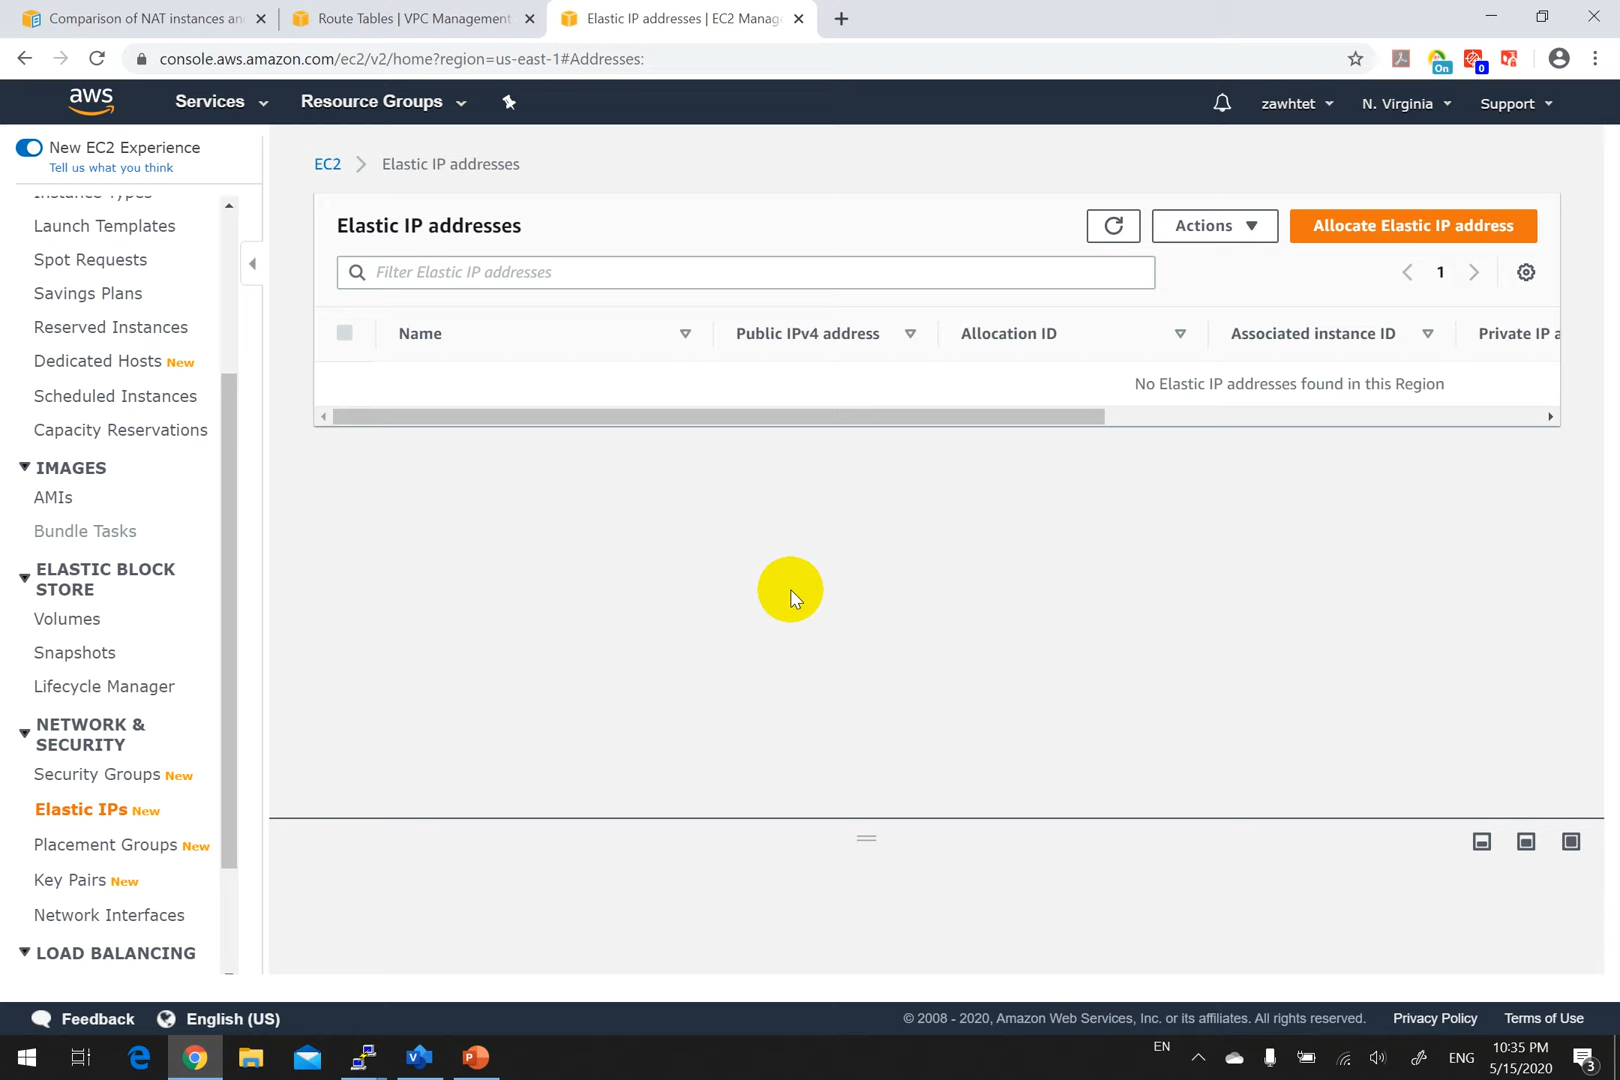 Comparison of NAT instances an
Route Tables | VPC Management
Elastic IP addresses | EC2 Manag
console.aws.amazon.com/ec2/v2/home?region=us-east-1#Addresses:
On
0
aws
Services
Resource Groups
zawhtet
N. Virginia
Support
New EC2 Experience
Tell us what you think
Instance Types
Launch Templates
Spot Requests
Savings Plans
Reserved Instances
Dedicated Hosts New
Scheduled Instances
Capacity Reservations
IMAGES
AMIs
Bundle Tasks
ELASTIC BLOCK
STORE
Volumes
Snapshots
Lifecycle Manager
NETWORK &
SECURITY
Security Groups New
Elastic IPs New
Placement Groups New
Key Pairs New
Network Interfaces
LOAD BALANCING
EC2
Elastic IP addresses
Elastic IP addresses
Actions
Allocate Elastic IP address
Filter Elastic IP addresses
1
Name
Public IPv4 address
Allocation ID
Associated instance ID
Private IP a
No Elastic IP addresses found in this Region
Feedback
English (US)
© 2008 - 2020, Amazon Web Services, Inc. or its affiliates. All rights reserved.
Privacy Policy
Terms of Use
EN
ENG
10:35 PM
5/15/2020
3